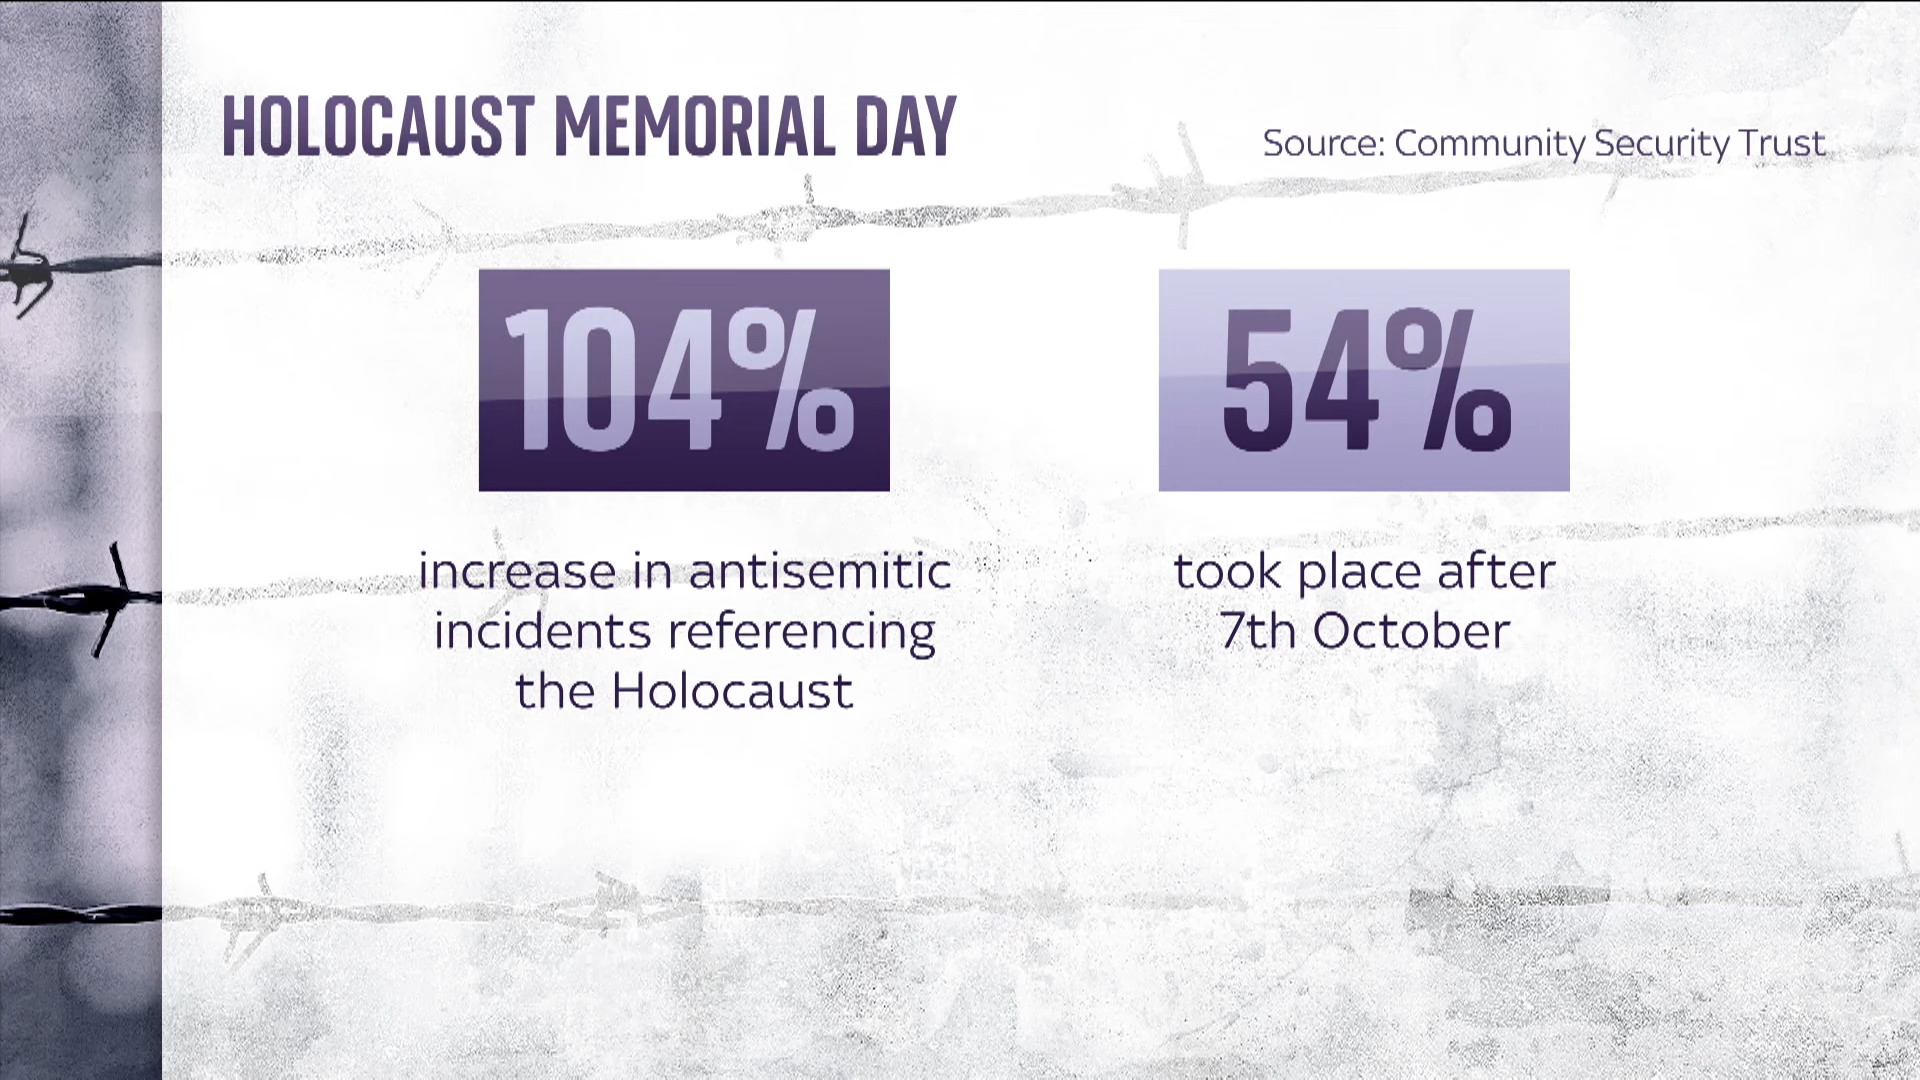 HOLOCAUST MEMORIAL DAY
Source: Community Security Trust
104%
increase in antisemitic
incidents referencing
the Holocaust
54%
took place after
7th October